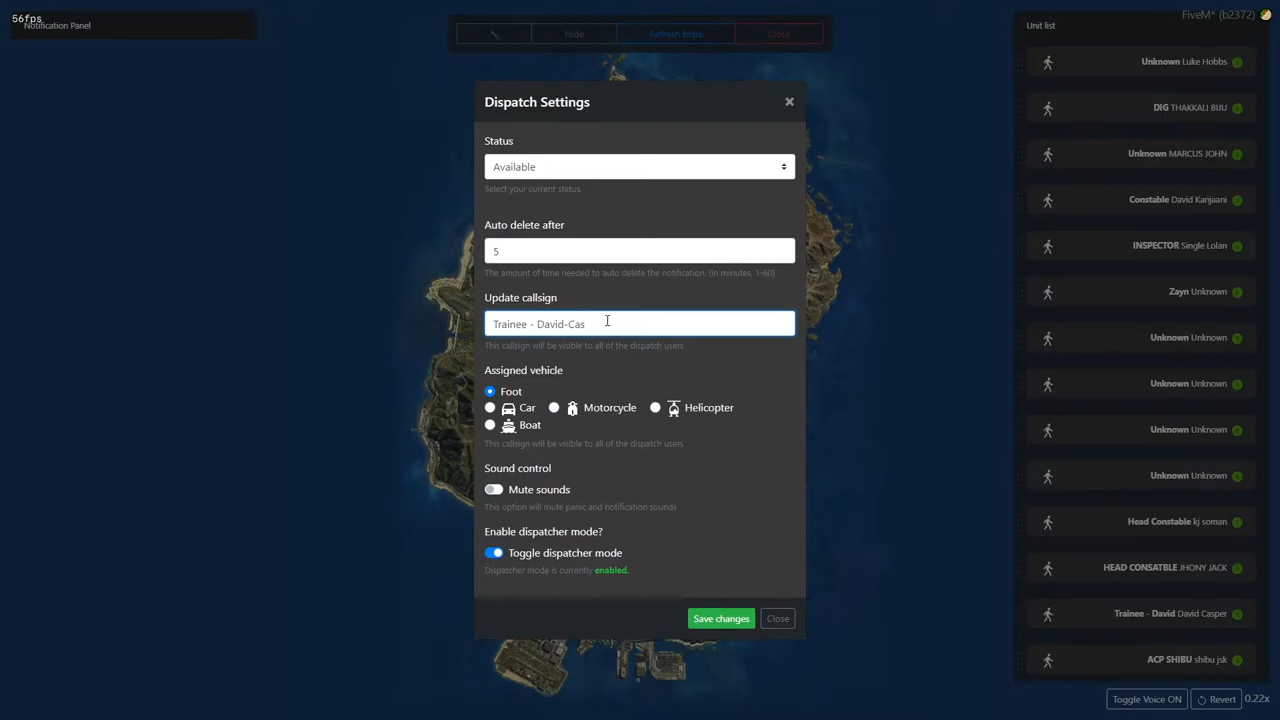 56fps
Notification Panel
Hide
Refresh blips
Close
FiveM* (b2372)
Unit list
Unknown Luke Hobbs
DIG THAKKALI BIJU
Unknown MARCUS JOHN
Constable David Kanjaani
INSPECTOR Single Lolan
Zayn Unknown
Unknown Unknown
Unknown Unknown
Unknown Unknown
Unknown Unknown
Head Constable kj soman
HEAD CONSATBLE JHONY JACK
Trainee - David David Casper
ACP SHIBU shibu jsk
Toggle Voice ON
Revert
0.22x
Dispatch Settings
×
Status
Available
Select your current status.
Auto delete after
5
The amount of time needed to auto delete the notification. (In minutes, 1-60)
Update callsign
Trainee - David-Cas
This callsign will be visible to all of the dispatch users
Assigned vehicle
Foot
Car Motorcycle Helicopter
Boat
This callsign will be visible to all of the dispatch users
Sound control
Mute sounds
This option will mute panic and notification sounds
Enable dispatcher mode?
Toggle dispatcher mode
Dispatcher mode is currently enabled.
Save changes
Close